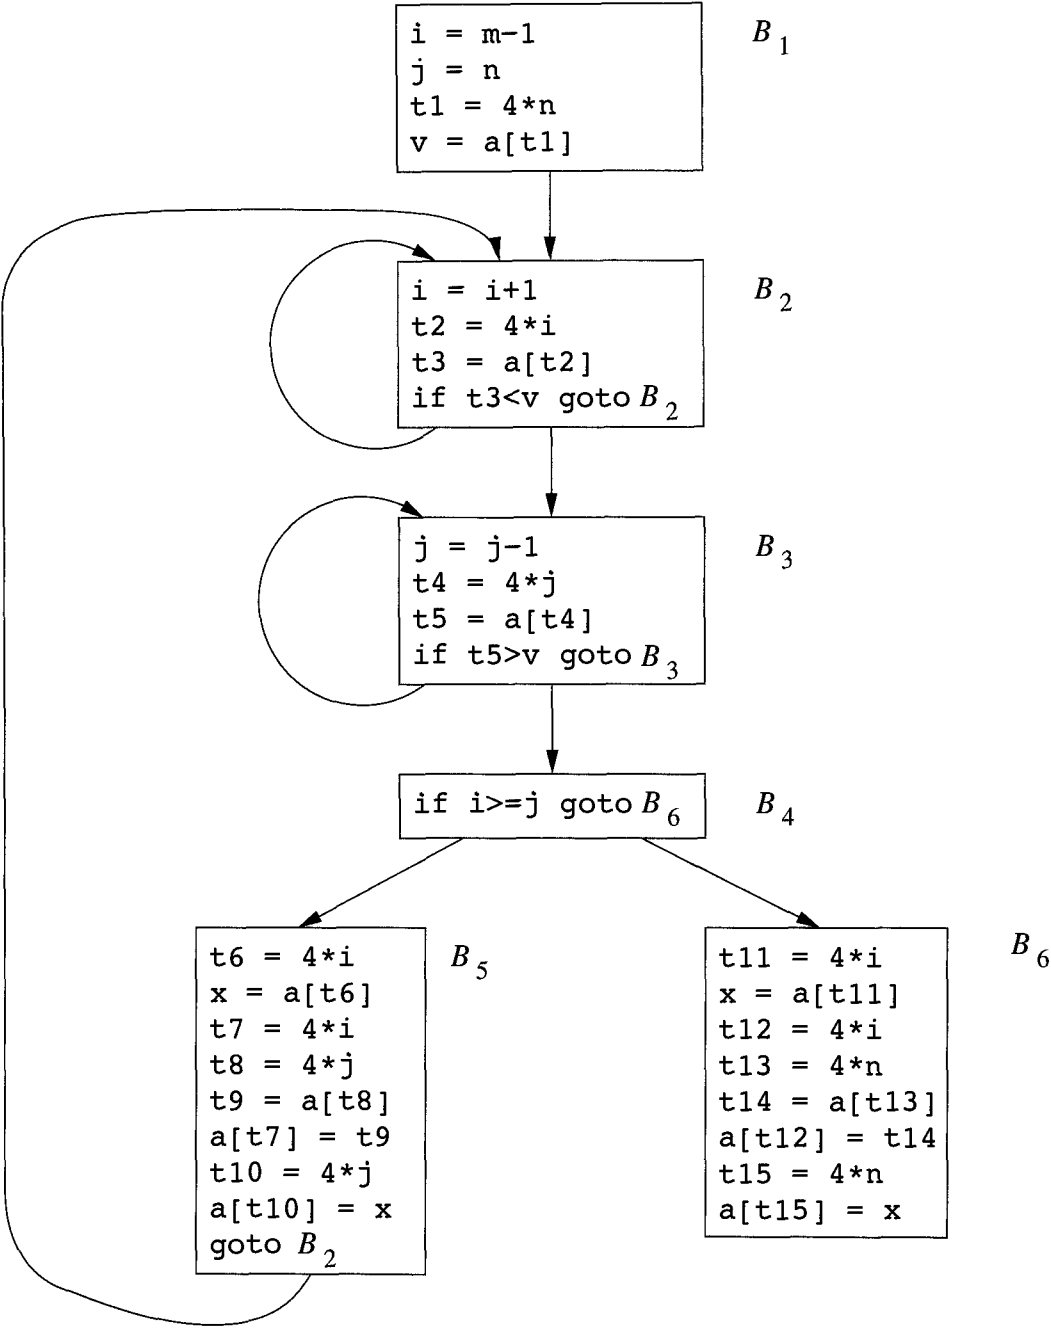 i = m-1
j = n
t1 = 4*n
v = a[t1]
B1
i = i+1
t2 = 4*i
t3 = a[t2]
if t3<v goto B2
B2
j = j-1
t4 = 4*j
t5 = a[t4]
if t5>v goto B3
B3
if i>=j goto B6
B4
t6 = 4*i
x = a[t6]
t7 = 4*i
t8 = 4*j
t9 = a[t8]
a[t7] = t9
t10 = 4*j
a[t10] = x
goto B2
B5
t11 = 4*i
x = a[t11]
t12 = 4*i
t13 = 4*n
t14 = a[t13]
a[t12] = t14
t15 = 4*n
a[t15] = x
B6